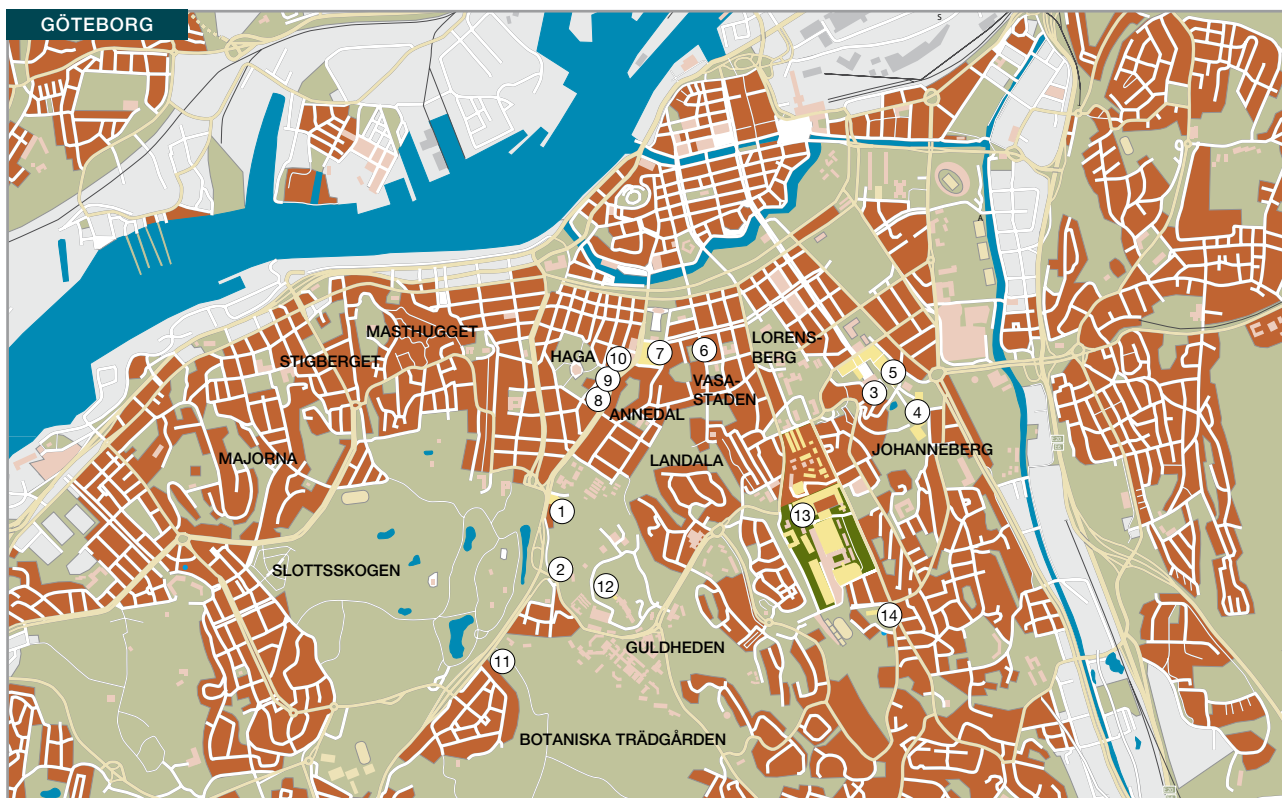 GÖTEBORG
S
A
MASTHUGGET
STIGBERGET
HAGA
10
9
8
7
6
LORENS-
BERG
VASA-
STADEN
5
3
4
ANNEDAL
MAJORNA
LANDALA
JOHANNEBERG
1
13
SLOTTSSKOGEN
2
12
14
GULDHEDEN
11
BOTANISKA TRÄDGÅRDEN